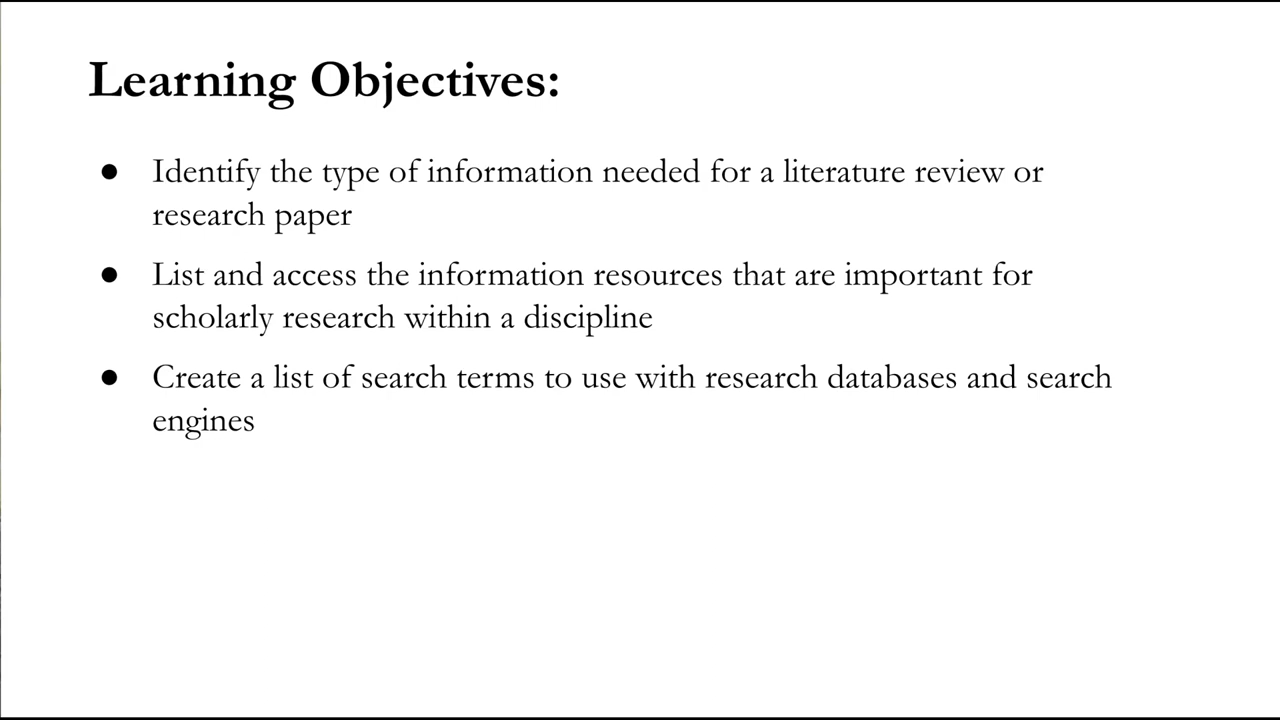 Learning Objectives:
● Identify the type of information needed for a literature review or
research paper
● List and access the information resources that are important for
scholarly research within a discipline
● Create a list of search terms to use with research databases and search
engines